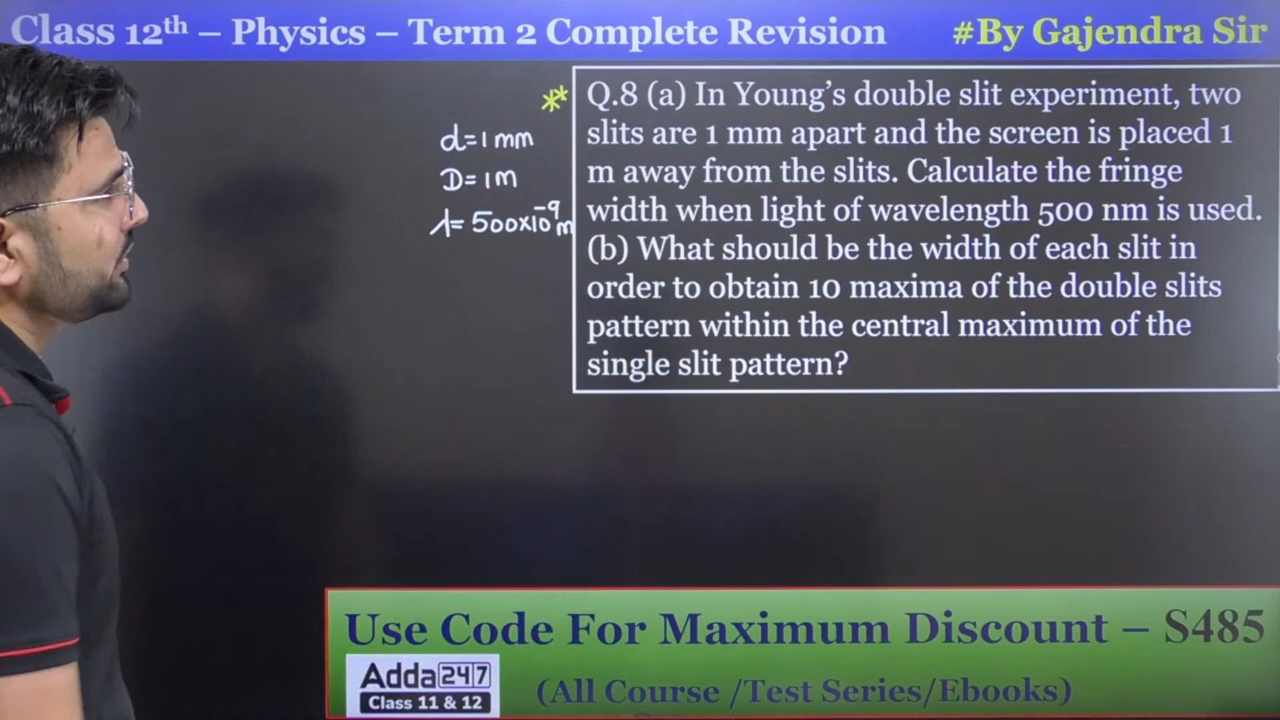 Class 12th – Physics – Term 2 Complete Revision #By Gajendra Sir
d=1mm
D=1m
λ=500x10⁻⁹m
** Q.8 (a) In Young's double slit experiment, two
slits are 1 mm apart and the screen is placed 1
m away from the slits. Calculate the fringe
width when light of wavelength 500 nm is used.
(b) What should be the width of each slit in
order to obtain 10 maxima of the double slits
pattern within the central maximum of the
single slit pattern?
Use Code For Maximum Discount – S485
Adda247
Class 11 & 12
(All Course /Test Series/Ebooks)